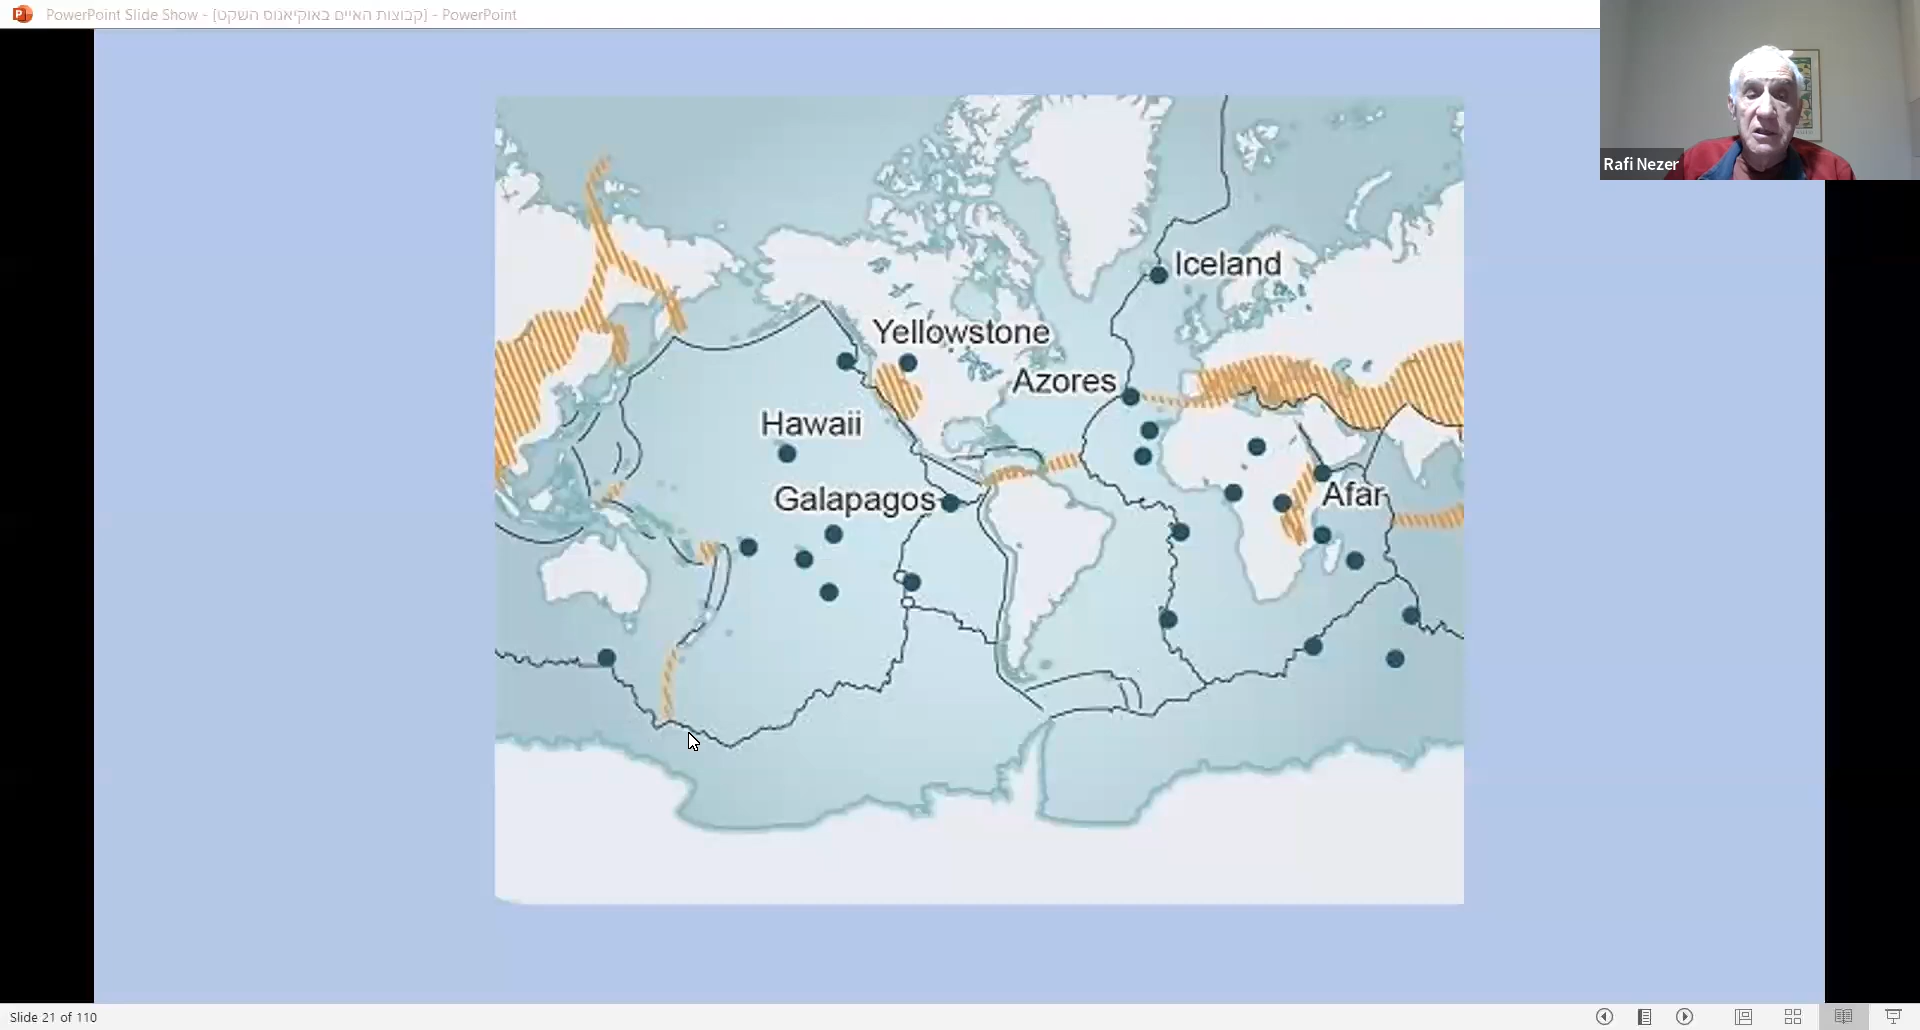 PowerPoint Slide Show - [קבוצות האיים באוקיאנוס השקט] - PowerPoint
Rafi Nezer
Iceland
Yellowstone
Azores
Hawaii
Galapagos
Afar
Slide 21 of 110